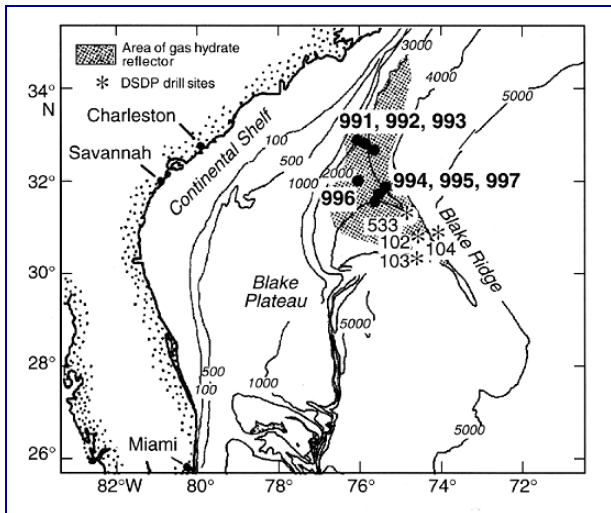 Area of gas hydrate
reflector
* DSDP drill sites
34°
N
32°
30°
28°
26°
82°W
80°
78°
76°
74°
72°
Charleston
Savannah
Miami
Continental Shelf
Blake
Plateau
Blake Ridge
991, 992, 993
994, 995, 997
996
533
102
103
104
100
500
1000
2000
3000
4000
5000
5000
5000
1000
500
100